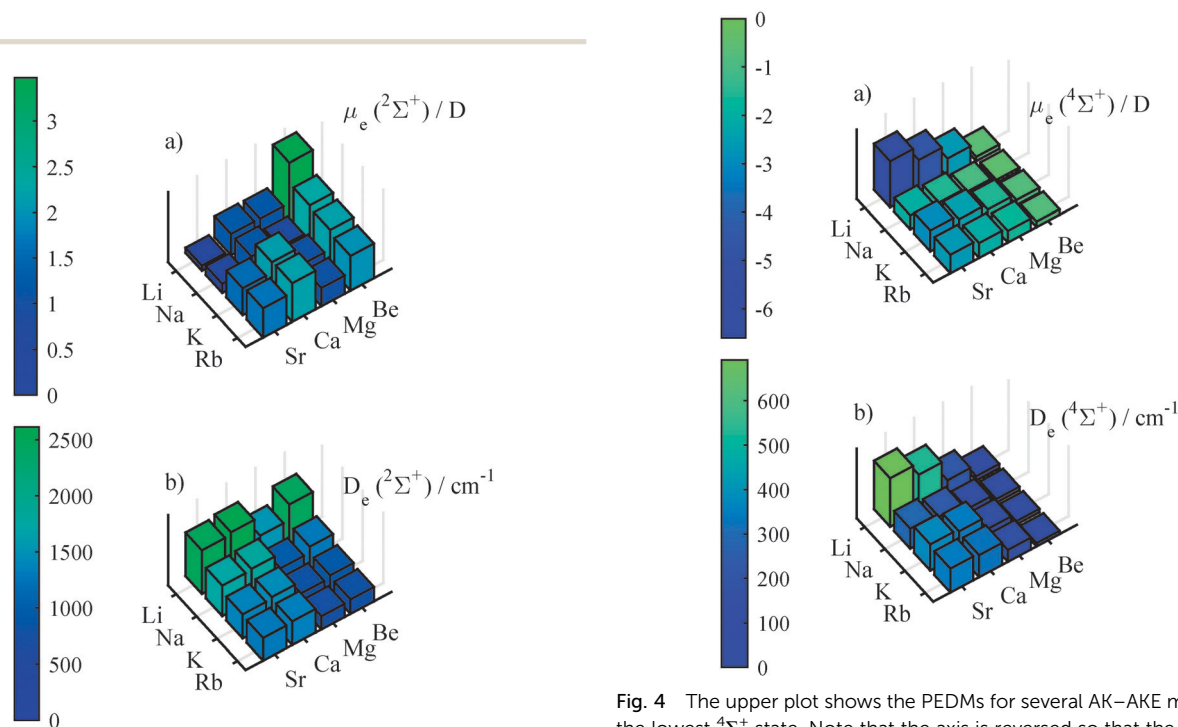 3
2.5
2
1.5
1
0.5
0
a)
μe (2Σ+) / D
Li
Na
K
Rb
Sr
Ca
Mg
Be
2500
2000
1500
1000
500
0
b)
De (2Σ+) / cm-1
Li
Na
K
Rb
Sr
Ca
Mg
Be
0
-1
-2
-3
-4
-5
-6
a)
μe (4Σ+) / D
Li
Na
K
Rb
Sr
Ca
Mg
Be
600
500
400
300
200
100
0
b)
De (4Σ+) / cm-1
Li
Na
K
Rb
Sr
Ca
Mg
Be
Fig. 4 The upper plot shows the PEDMs for several AK–AKE m
the lowest 4Σ+ state. Note that the axis is reversed so that the